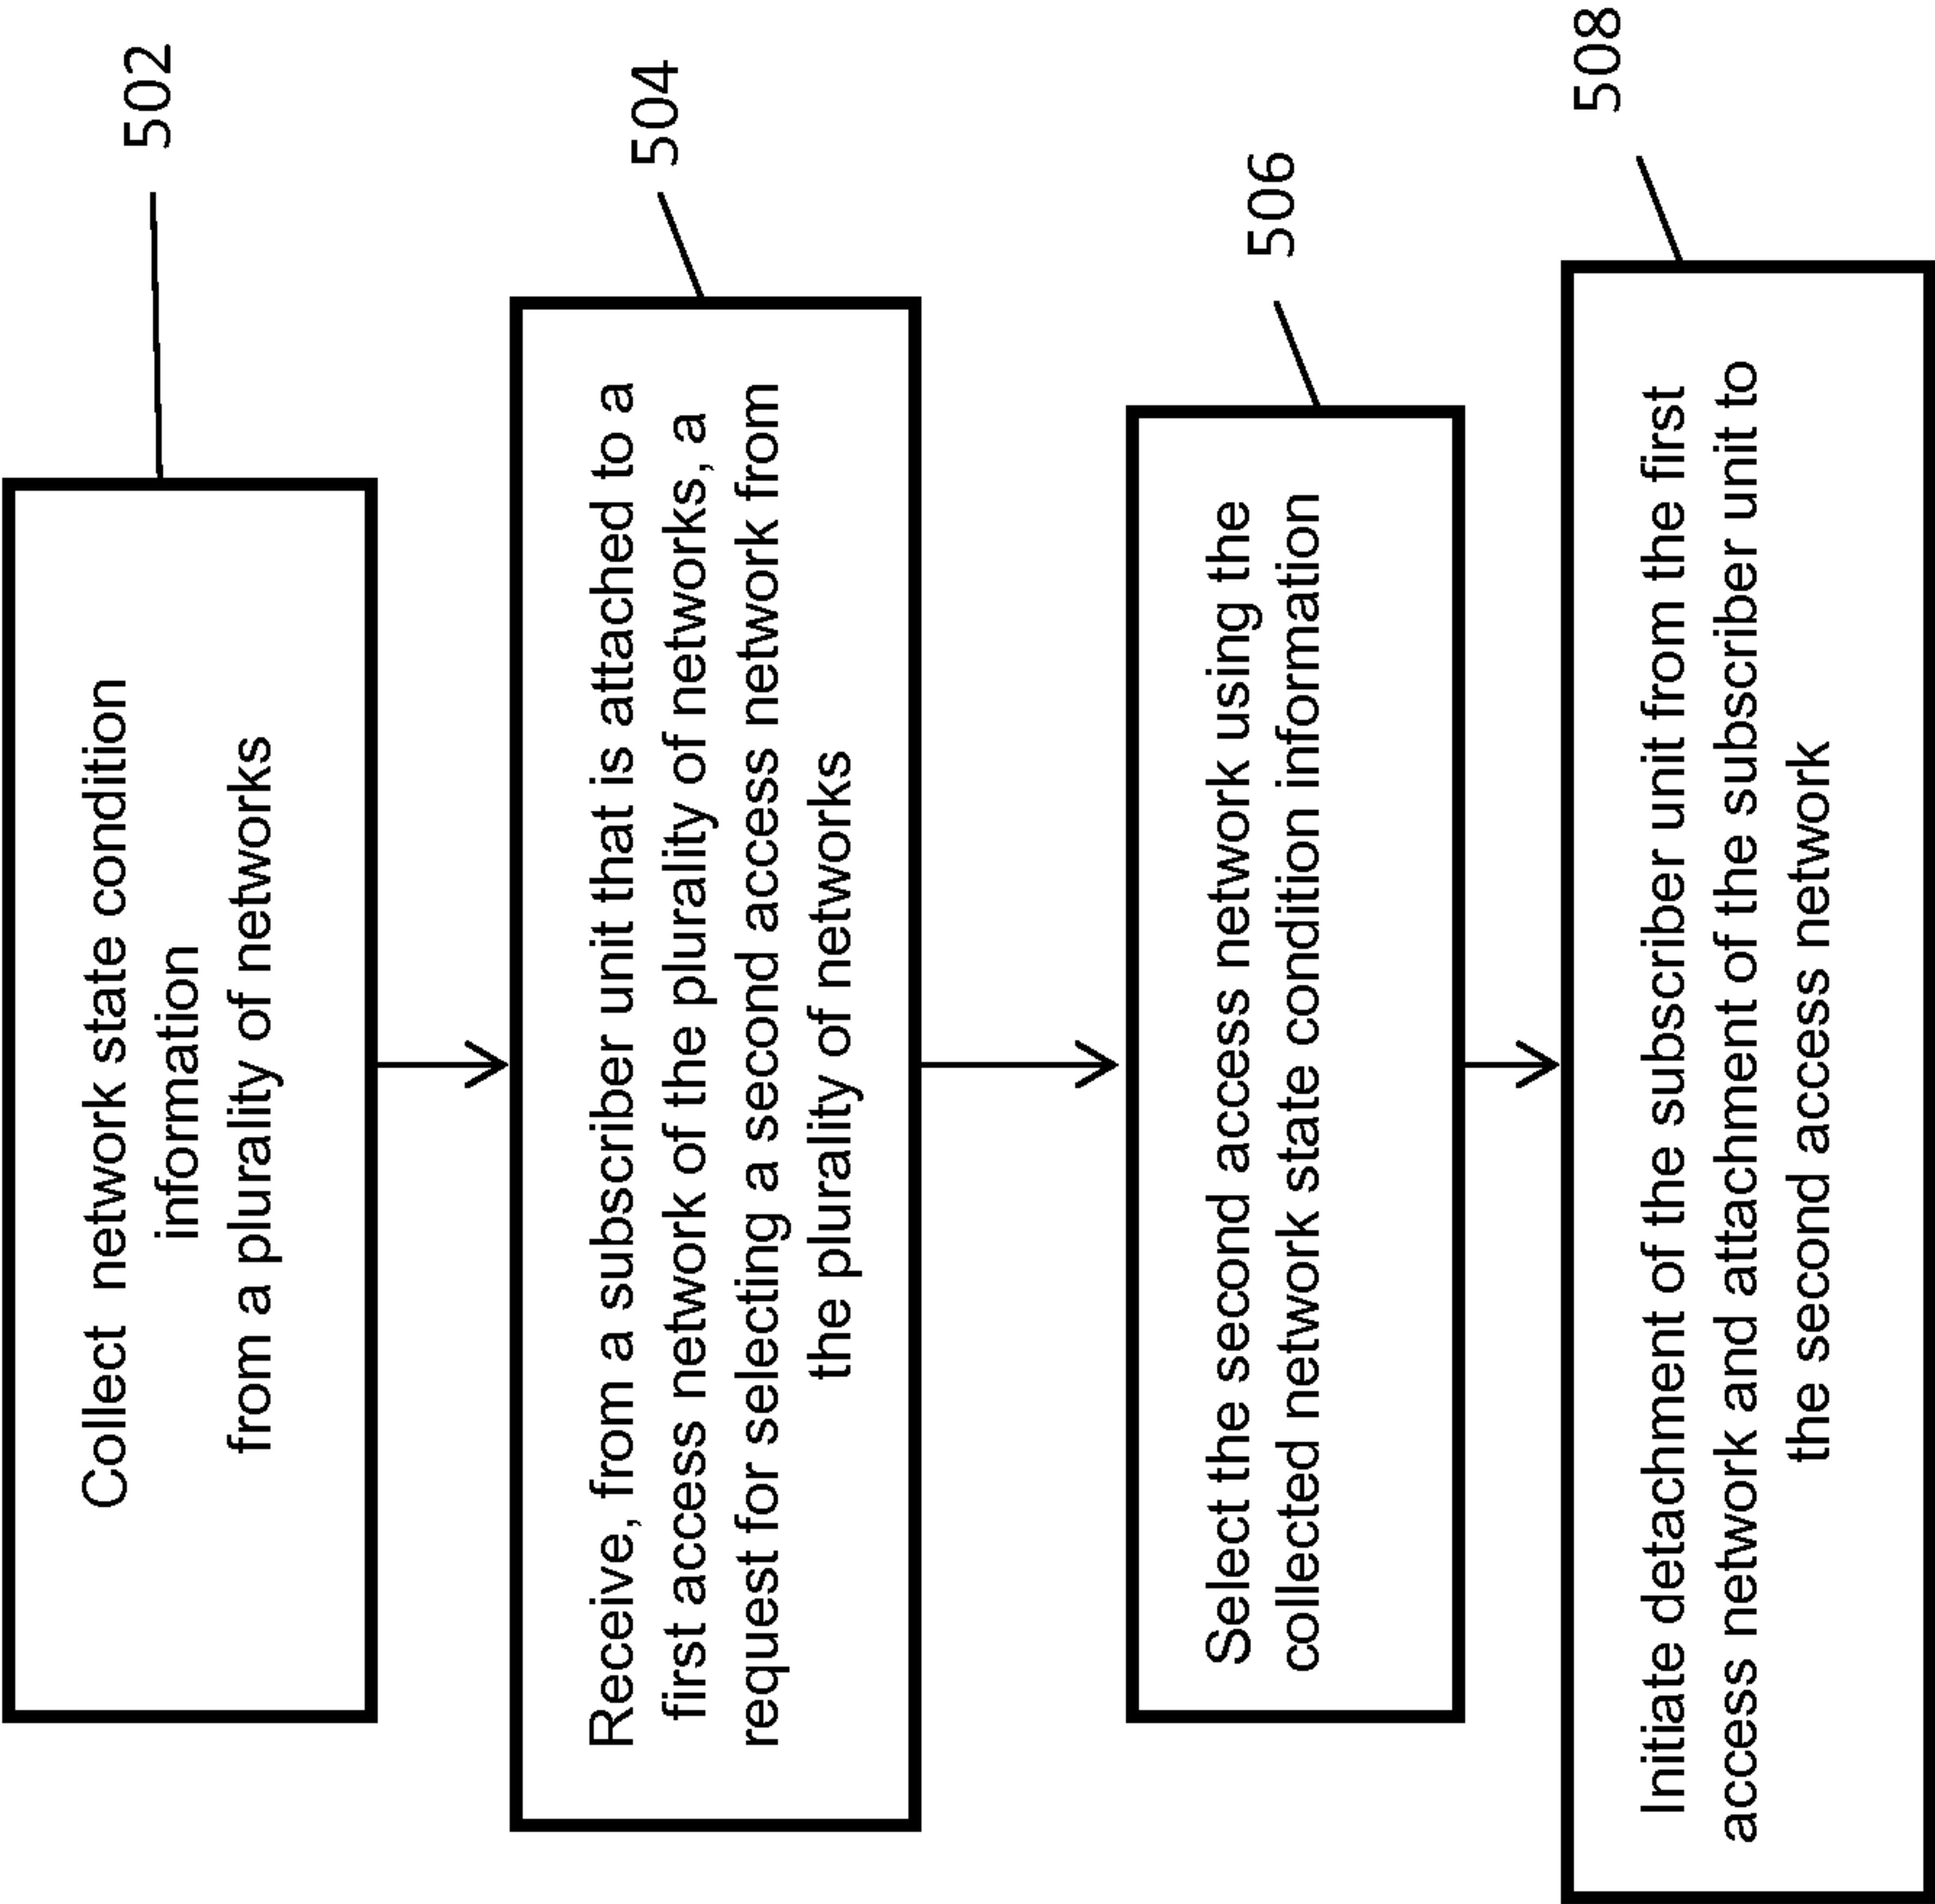 502
Collect network state condition
information
from a plurality of networks
504
Receive, from a subscriber unit that is attached to a
first access network of the plurality of networks, a
request for selecting a second access network from
the plurality of networks
506
Select the second access network using the
collected network state condition information
508
Initiate detachment of the subscriber unit from the first
access network and attachment of the subscriber unit to
the second access network